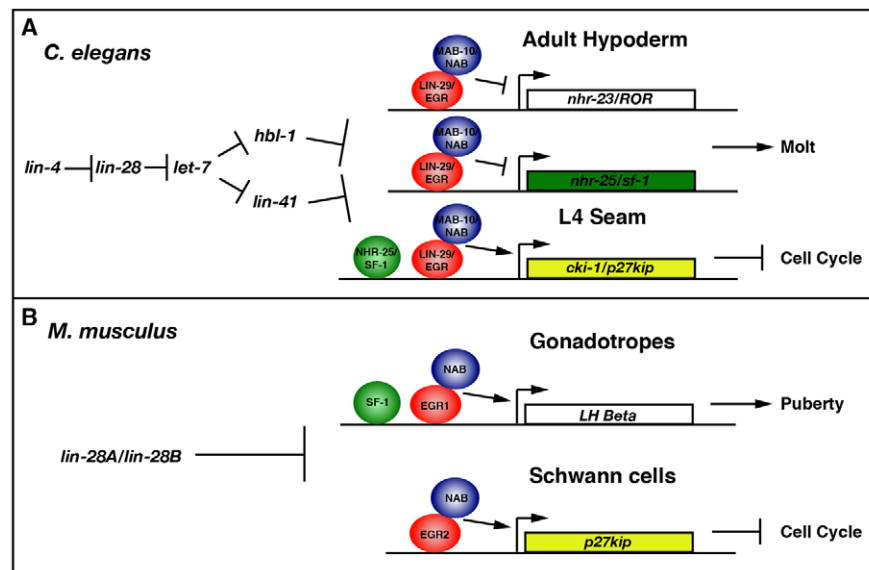 A
C. elegans
Adult Hypoderm
MAB-10/
NAB
LIN-29/
EGR
nhr-23/ROR
MAB-10/
NAB
LIN-29/
EGR
nhr-25/sf-1
Molt
lin-4
lin-28
let-7
hbl-1
lin-41
L4 Seam
MAB-10/
NAB
NHR-25/
SF-1
LIN-29/
EGR
cki-1/p27kip
Cell Cycle
B
M. musculus
Gonadotropes
NAB
SF-1
EGR1
LH Beta
Puberty
lin-28A/lin-28B
Schwann cells
NAB
EGR2
p27kip
Cell Cycle